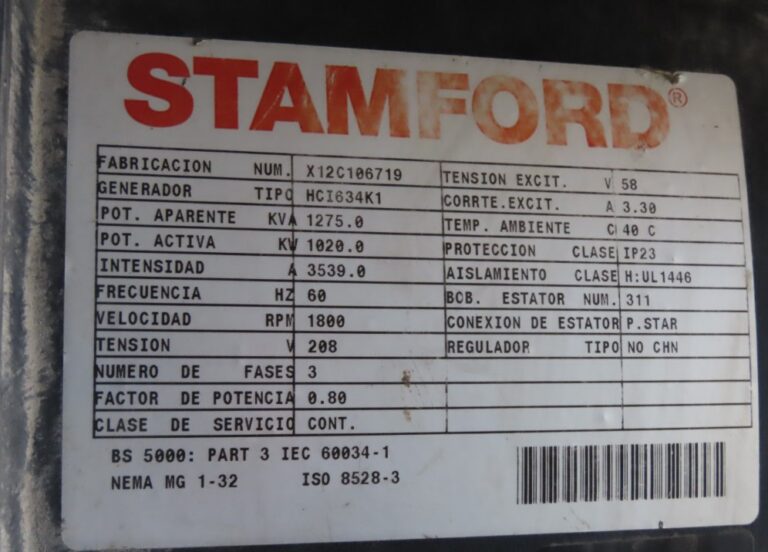 STAMFORD®
FABRICACION NUM. X12C106719 TENSION EXCIT. V 58
GENERADOR TIPO HCI634K1 CORRTE.EXCIT. A 3.30
POT. APARENTE KVA 1275.0 TEMP. AMBIENTE C 40 C
POT. ACTIVA KW 1020.0 PROTECCION CLASE IP23
INTENSIDAD A 3539.0 AISLAMIENTO CLASE H:UL1446
FRECUENCIA HZ 60 BOB. ESTATOR NUM. 311
VELOCIDAD RPM 1800 CONEXION DE ESTATOR P.STAR
TENSION V 208 REGULADOR TIPO NO CHN
NUMERO DE FASES 3
FACTOR DE POTENCIA 0.80
CLASE DE SERVICIO CONT.
BS 5000: PART 3 IEC 60034-1
NEMA MG 1-32 ISO 8528-3